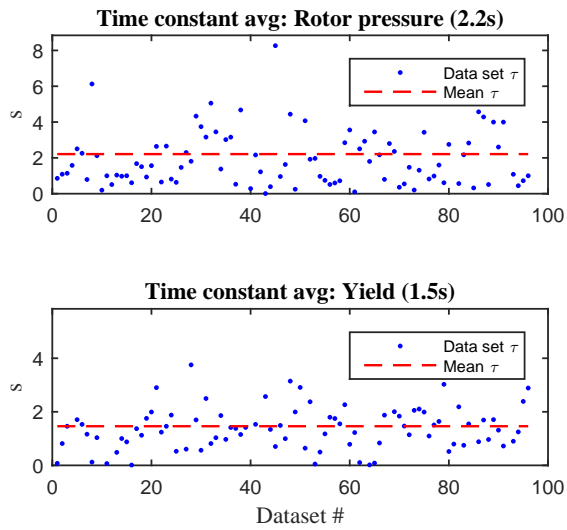 Time constant avg: Rotor pressure (2.2s)
8
6
4
2
0
s
Data set τ
Mean τ
0 20 40 60 80 100
Time constant avg: Yield (1.5s)
4
2
0
s
Data set τ
Mean τ
0 20 40 60 80 100
Dataset #